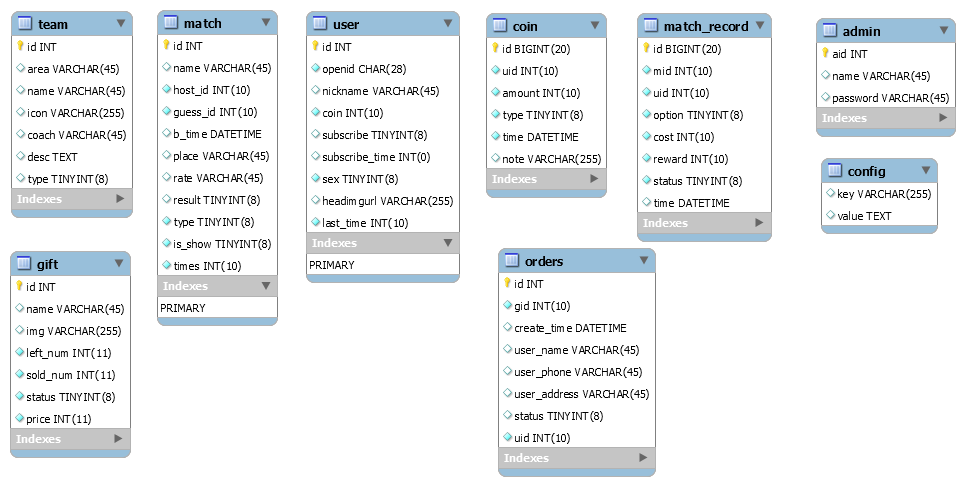 team
id INT
area VARCHAR(45)
name VARCHAR(45)
icon VARCHAR(255)
coach VARCHAR(45)
desc TEXT
type TINYINT(8)
Indexes
match
id INT
name VARCHAR(45)
host_id INT(10)
guess_id INT(10)
b_time DATETIME
place VARCHAR(45)
rate VARCHAR(45)
result TINYINT(8)
type TINYINT(8)
is_show TINYINT(8)
times INT(10)
Indexes
PRIMARY
user
id INT
openid CHAR(28)
nickname VARCHAR(45)
coin INT(10)
subscribe TINYINT(8)
subscribe_time INT(0)
sex TINYINT(8)
headimgurl VARCHAR(255)
last_time INT(10)
Indexes
PRIMARY
coin
id BIGINT(20)
uid INT(10)
amount INT(10)
type TINYINT(8)
time DATETIME
note VARCHAR(255)
Indexes
match_record
id BIGINT(20)
mid INT(10)
uid INT(10)
option TINYINT(8)
cost INT(10)
reward INT(10)
status TINYINT(8)
time DATETIME
Indexes
admin
aid INT
name VARCHAR(45)
password VARCHAR(45)
Indexes
config
key VARCHAR(255)
value TEXT
gift
id INT
name VARCHAR(45)
img VARCHAR(255)
left_num INT(11)
sold_num INT(11)
status TINYINT(8)
price INT(11)
Indexes
orders
id INT
gid INT(10)
create_time DATETIME
user_name VARCHAR(45)
user_phone VARCHAR(45)
user_address VARCHAR(45)
status TINYINT(8)
uid INT(10)
Indexes